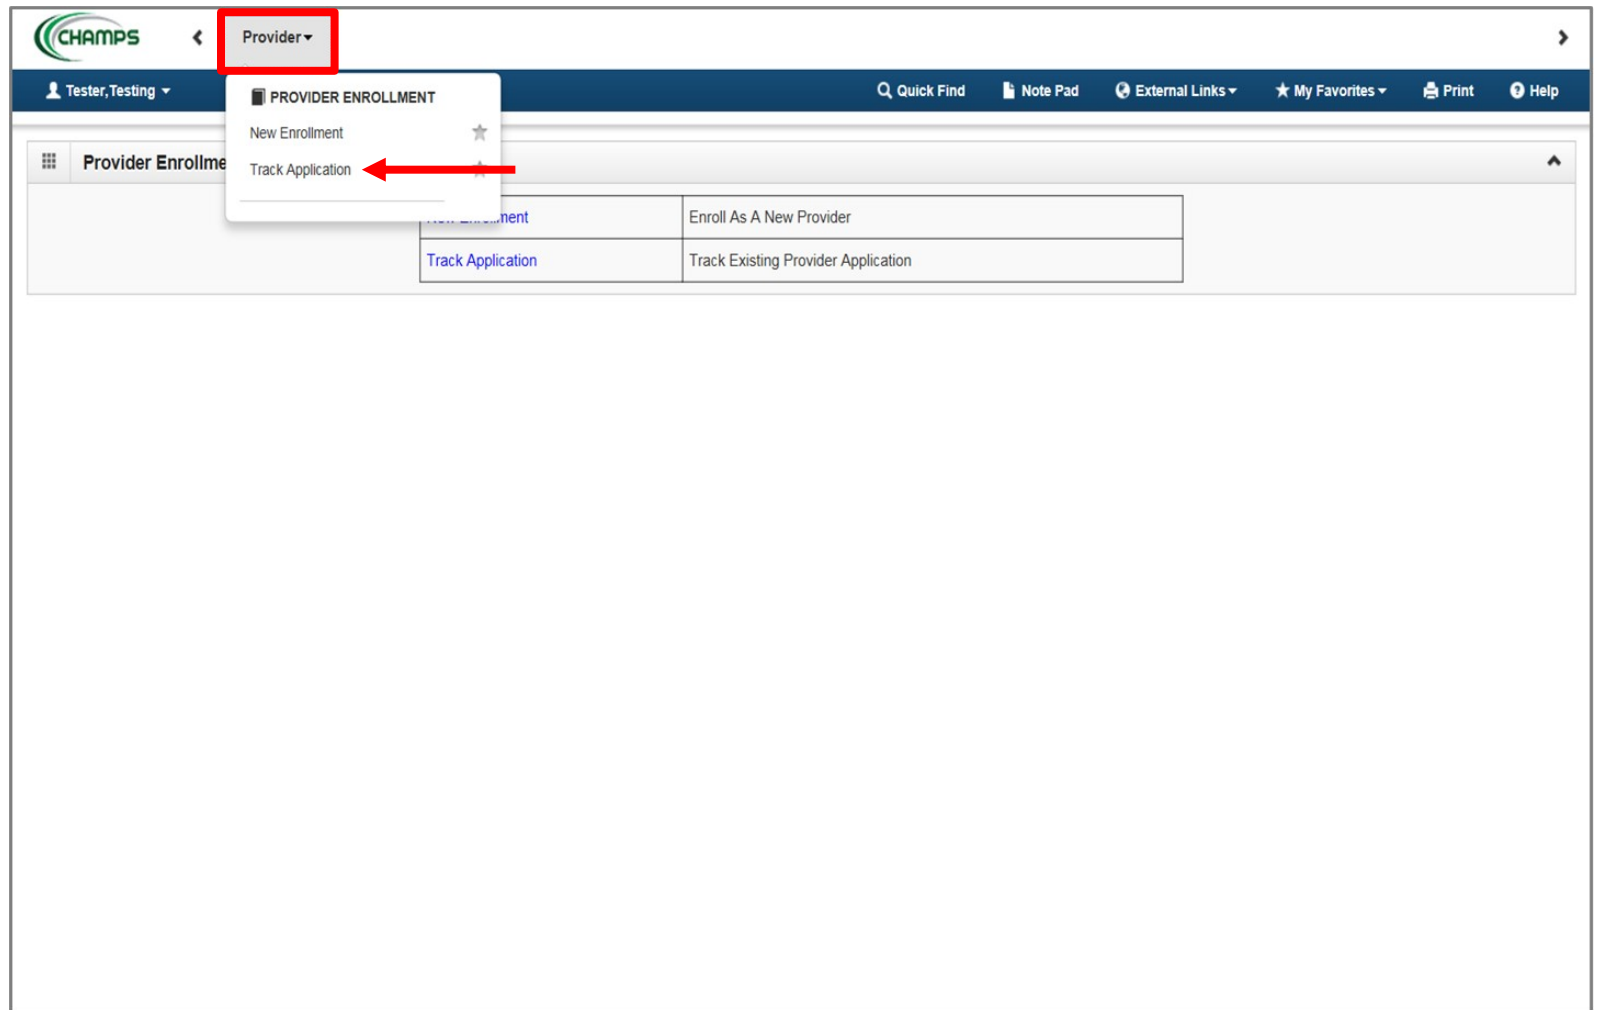 CHAMPS
Provider
Tester,Testing
Quick Find
Note Pad
External Links
My Favorites
Print
Help
PROVIDER ENROLLMENT
New Enrollment
Track Application
Provider
Enroll As A New Provider
Track Application
Track Existing Provider Application